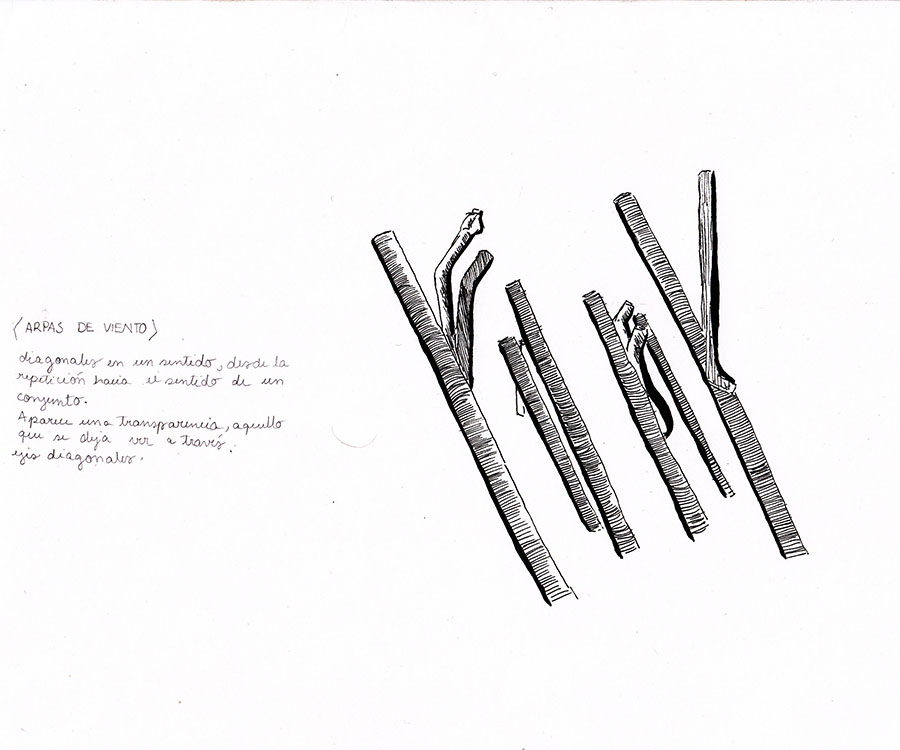 (ARPAS DE VIENTO)
diagonales en un sentido, desde la
repetición hacia el sentido de un
conjunto.
Aparece una transparencia, aquello
que se deja ver a través.
ejes diagonales.